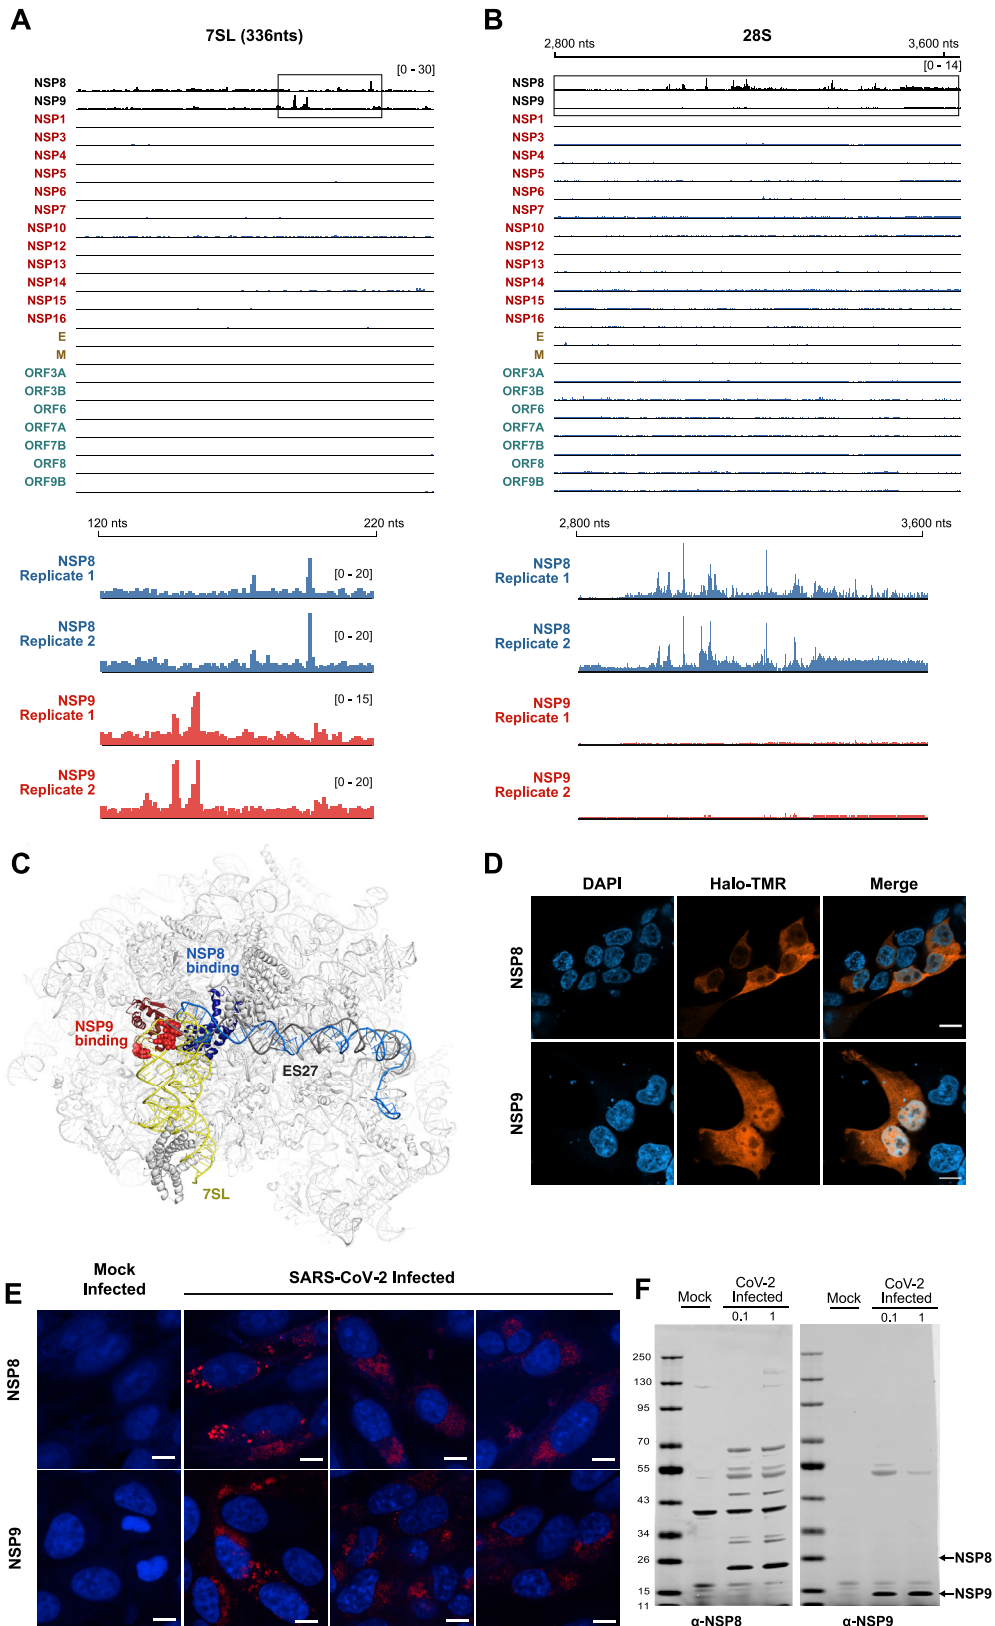 A
7SL (336nts)
[0 - 30]
NSP8
NSP9
NSP1
NSP3
NSP4
NSP5
NSP6
NSP7
NSP10
NSP12
NSP13
NSP14
NSP15
NSP16
E
M
ORF3A
ORF3B
ORF6
ORF7A
ORF7B
ORF8
ORF9B
120 nts
220 nts
NSP8
Replicate 1
[0 - 20]
NSP8
Replicate 2
[0 - 20]
NSP9
Replicate 1
[0 - 15]
NSP9
Replicate 2
[0 - 20]
B
2,800 nts
28S
3,600 nts
[0 - 14]
NSP8
NSP9
NSP1
NSP3
NSP4
NSP5
NSP6
NSP7
NSP10
NSP12
NSP13
NSP14
NSP15
NSP16
E
M
ORF3A
ORF3B
ORF6
ORF7A
ORF7B
ORF8
ORF9B
2,800 nts
3,600 nts
NSP8
Replicate 1
NSP8
Replicate 2
NSP9
Replicate 1
NSP9
Replicate 2
C
NSP8
binding
NSP9
binding
ES27
7SL
D
DAPI
Halo-TMR
Merge
NSP8
NSP9
E
Mock
Infected
SARS-CoV-2 Infected
NSP8
NSP9
F
Mock
CoV-2
Infected
0.1
1
Mock
CoV-2
Infected
0.1
1
250
130
95
70
55
43
34
26
15
11
NSP8
NSP9
α-NSP8
α-NSP9